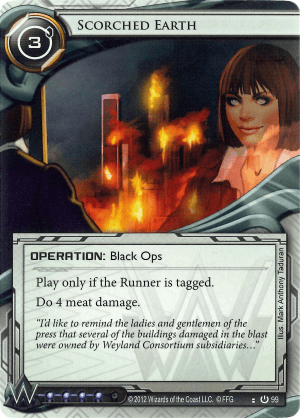 SCORCHED EARTH
3
OPERATION: Black Ops
Play only if the Runner is tagged.
Do 4 meat damage.
"I'd like to remind the ladies and gentlemen of the
press that several of the buildings damaged in the blast
were owned by Weyland Consortium subsidiaries..."
Illus. Mark Anthony Taduran
© 2012 Wizards of the Coast LLC. © FFG
99